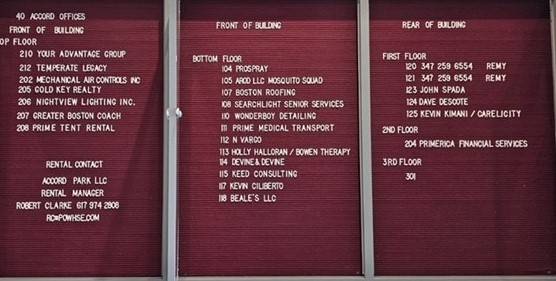 40 ACCORD OFFICES
FRONT OF BUILDING
OP FLOOR
210 YOUR ADVANTAGE GROUP
212 TEMPERATE LEGACY
202 MECHANICAL AIR CONTROLS INC
205 GOLD KEY REALTY
206 NIGHTVIEW LIGHTING INC.
207 GREATER BOSTON COACH
208 PRIME TENT RENTAL
RENTAL CONTACT
ACCORD PARK LLC
RENTAL MANAGER
ROBERT CLARKE 617 974 2808
RC@POWHSE.COM
FRONT OF BUILDING
BOTTOM FLOOR
104 PROSPRAY
105 AROD LLC MOSQUITO SQUAD
107 BOSTON ROOFING
108 SEARCHLIGHT SENIOR SERVICES
110 WONDERBOY DETAILING
111 PRIME MEDICAL TRANSPORT
112 N VARGO
113 HOLLY HALLORAN / BOWEN THERAPY
114 DEVINE & DEVINE
115 KEED CONSULTING
117 KEVIN CILIBERTO
118 BEALE'S LLC
REAR OF BUILDING
FIRST FLOOR
120 347 259 6554 REMY
121 347 259 6554 REMY
123 JOHN SPADA
124 DAVE DESCOTE
125 KEVIN KIMANI / CARELICITY
2ND FLOOR
204 PRIMERICA FINANCIAL SERVICES
3RD FLOOR
301